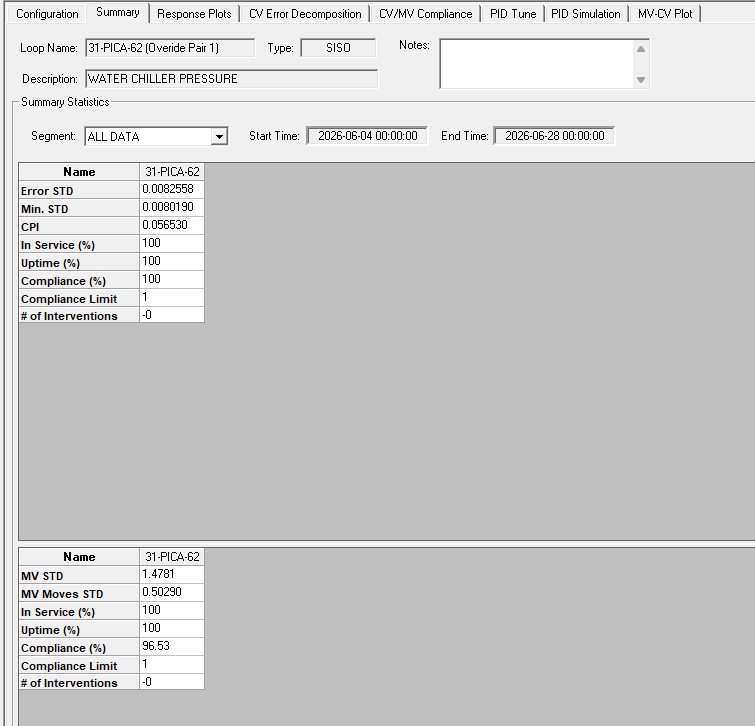 Configuration Summary Response Plots CV Error Decomposition CV/MV Compliance PID Tune PID Simulation MV-CV Plot
Loop Name: 31-PICA-62 (Overide Pair 1) Type: SISO Notes:
Description: WATER CHILLER PRESSURE
Summary Statistics
Segment: ALL DATA Start Time: 2026-06-04 00:00:00 End Time: 2026-06-28 00:00:00
Name 31-PICA-62
Error STD 0.0082558
Min. STD 0.0080190
CPI 0.056530
In Service (%) 100
Uptime (%) 100
Compliance (%) 100
Compliance Limit 1
# of Interventions -0
Name 31-PICA-62
MV STD 1.4781
MV Moves STD 0.50290
In Service (%) 100
Uptime (%) 100
Compliance (%) 96.53
Compliance Limit 1
# of Interventions -0